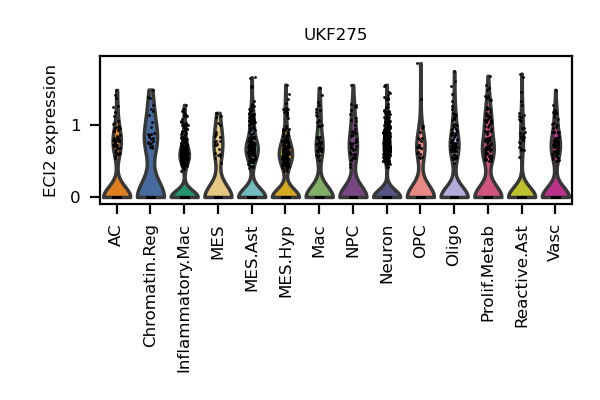 UKF275
ECI2 expression
1
0
AC
Chromatin.Reg
Inflammatory.Mac
MES
MES.Ast
MES.Hyp
Mac
NPC
Neuron
OPC
Oligo
Prolif.Metab
Reactive.Ast
Vasc